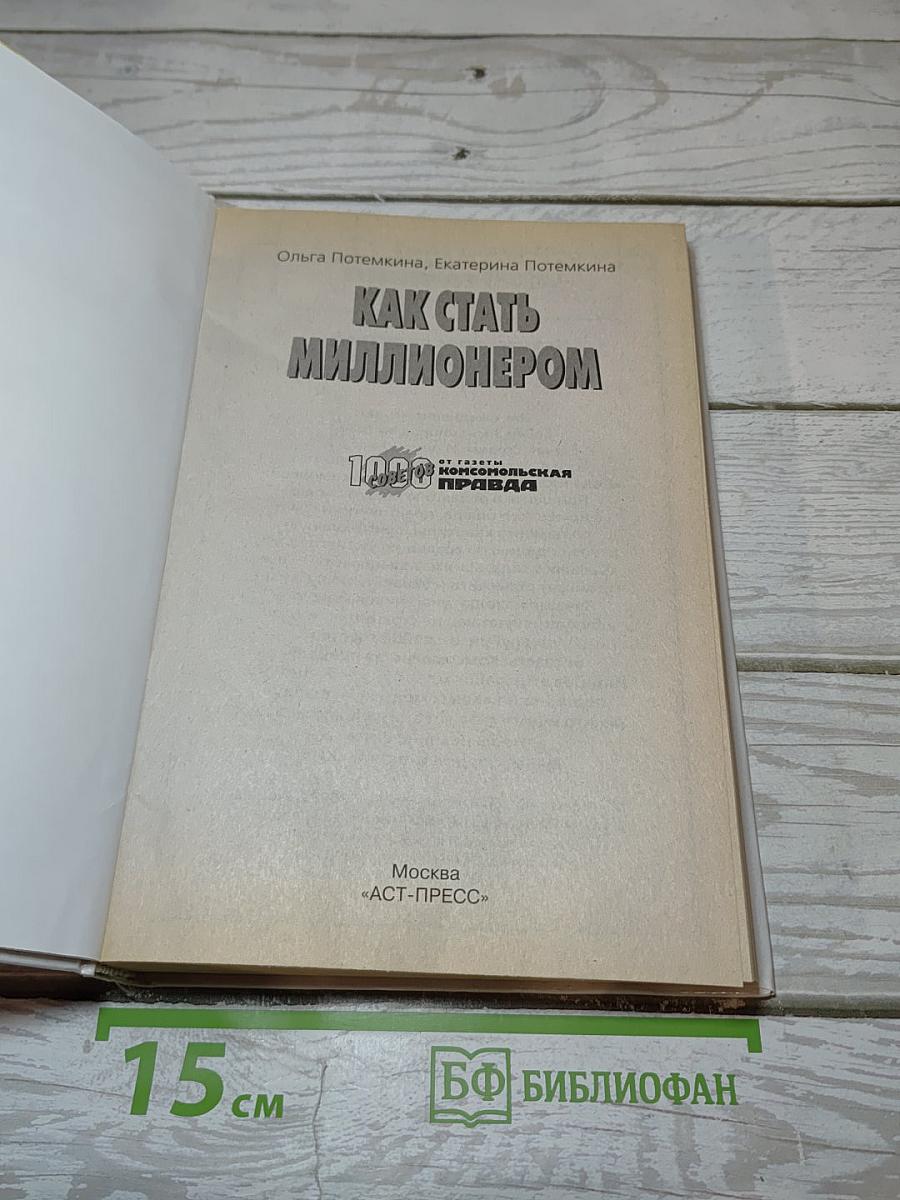 Ольга Потемкина, Екатерина Потемкина
КАК СТАТЬ
МИЛЛИОНЕРОМ
1000 СОВЕТОВ
от газеты
КОМСОМОЛЬСКАЯ
ПРАВДА
Москва
«АСТ-ПРЕСС»
15 см
БФ БИБЛИОФАН